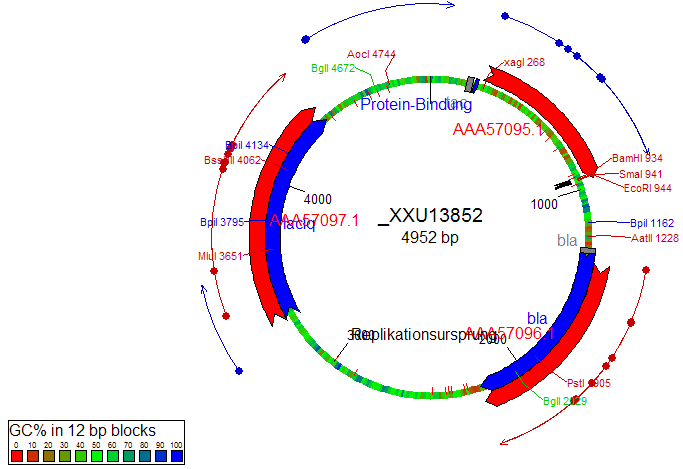 AocI 4744
BglI 4672
xagI 268
Protein-Bindung
tac
AAA57095.1
BpiI 4134
BssHII 4062
BamHI 934
SmaI 941
EcoRI 944
4000
1000
_XXU13852
4952 bp
BpiI 3795
AAA57097.1
laciq
BpiI 1162
AatII 1228
bla
MluI 3651
bla
3000
Replikationsursprung
AAA57096.1
2000
PstI 1905
BglI 2029
GC% in 12 bp blocks
0 10 20 30 40 50 60 70 80 90 100